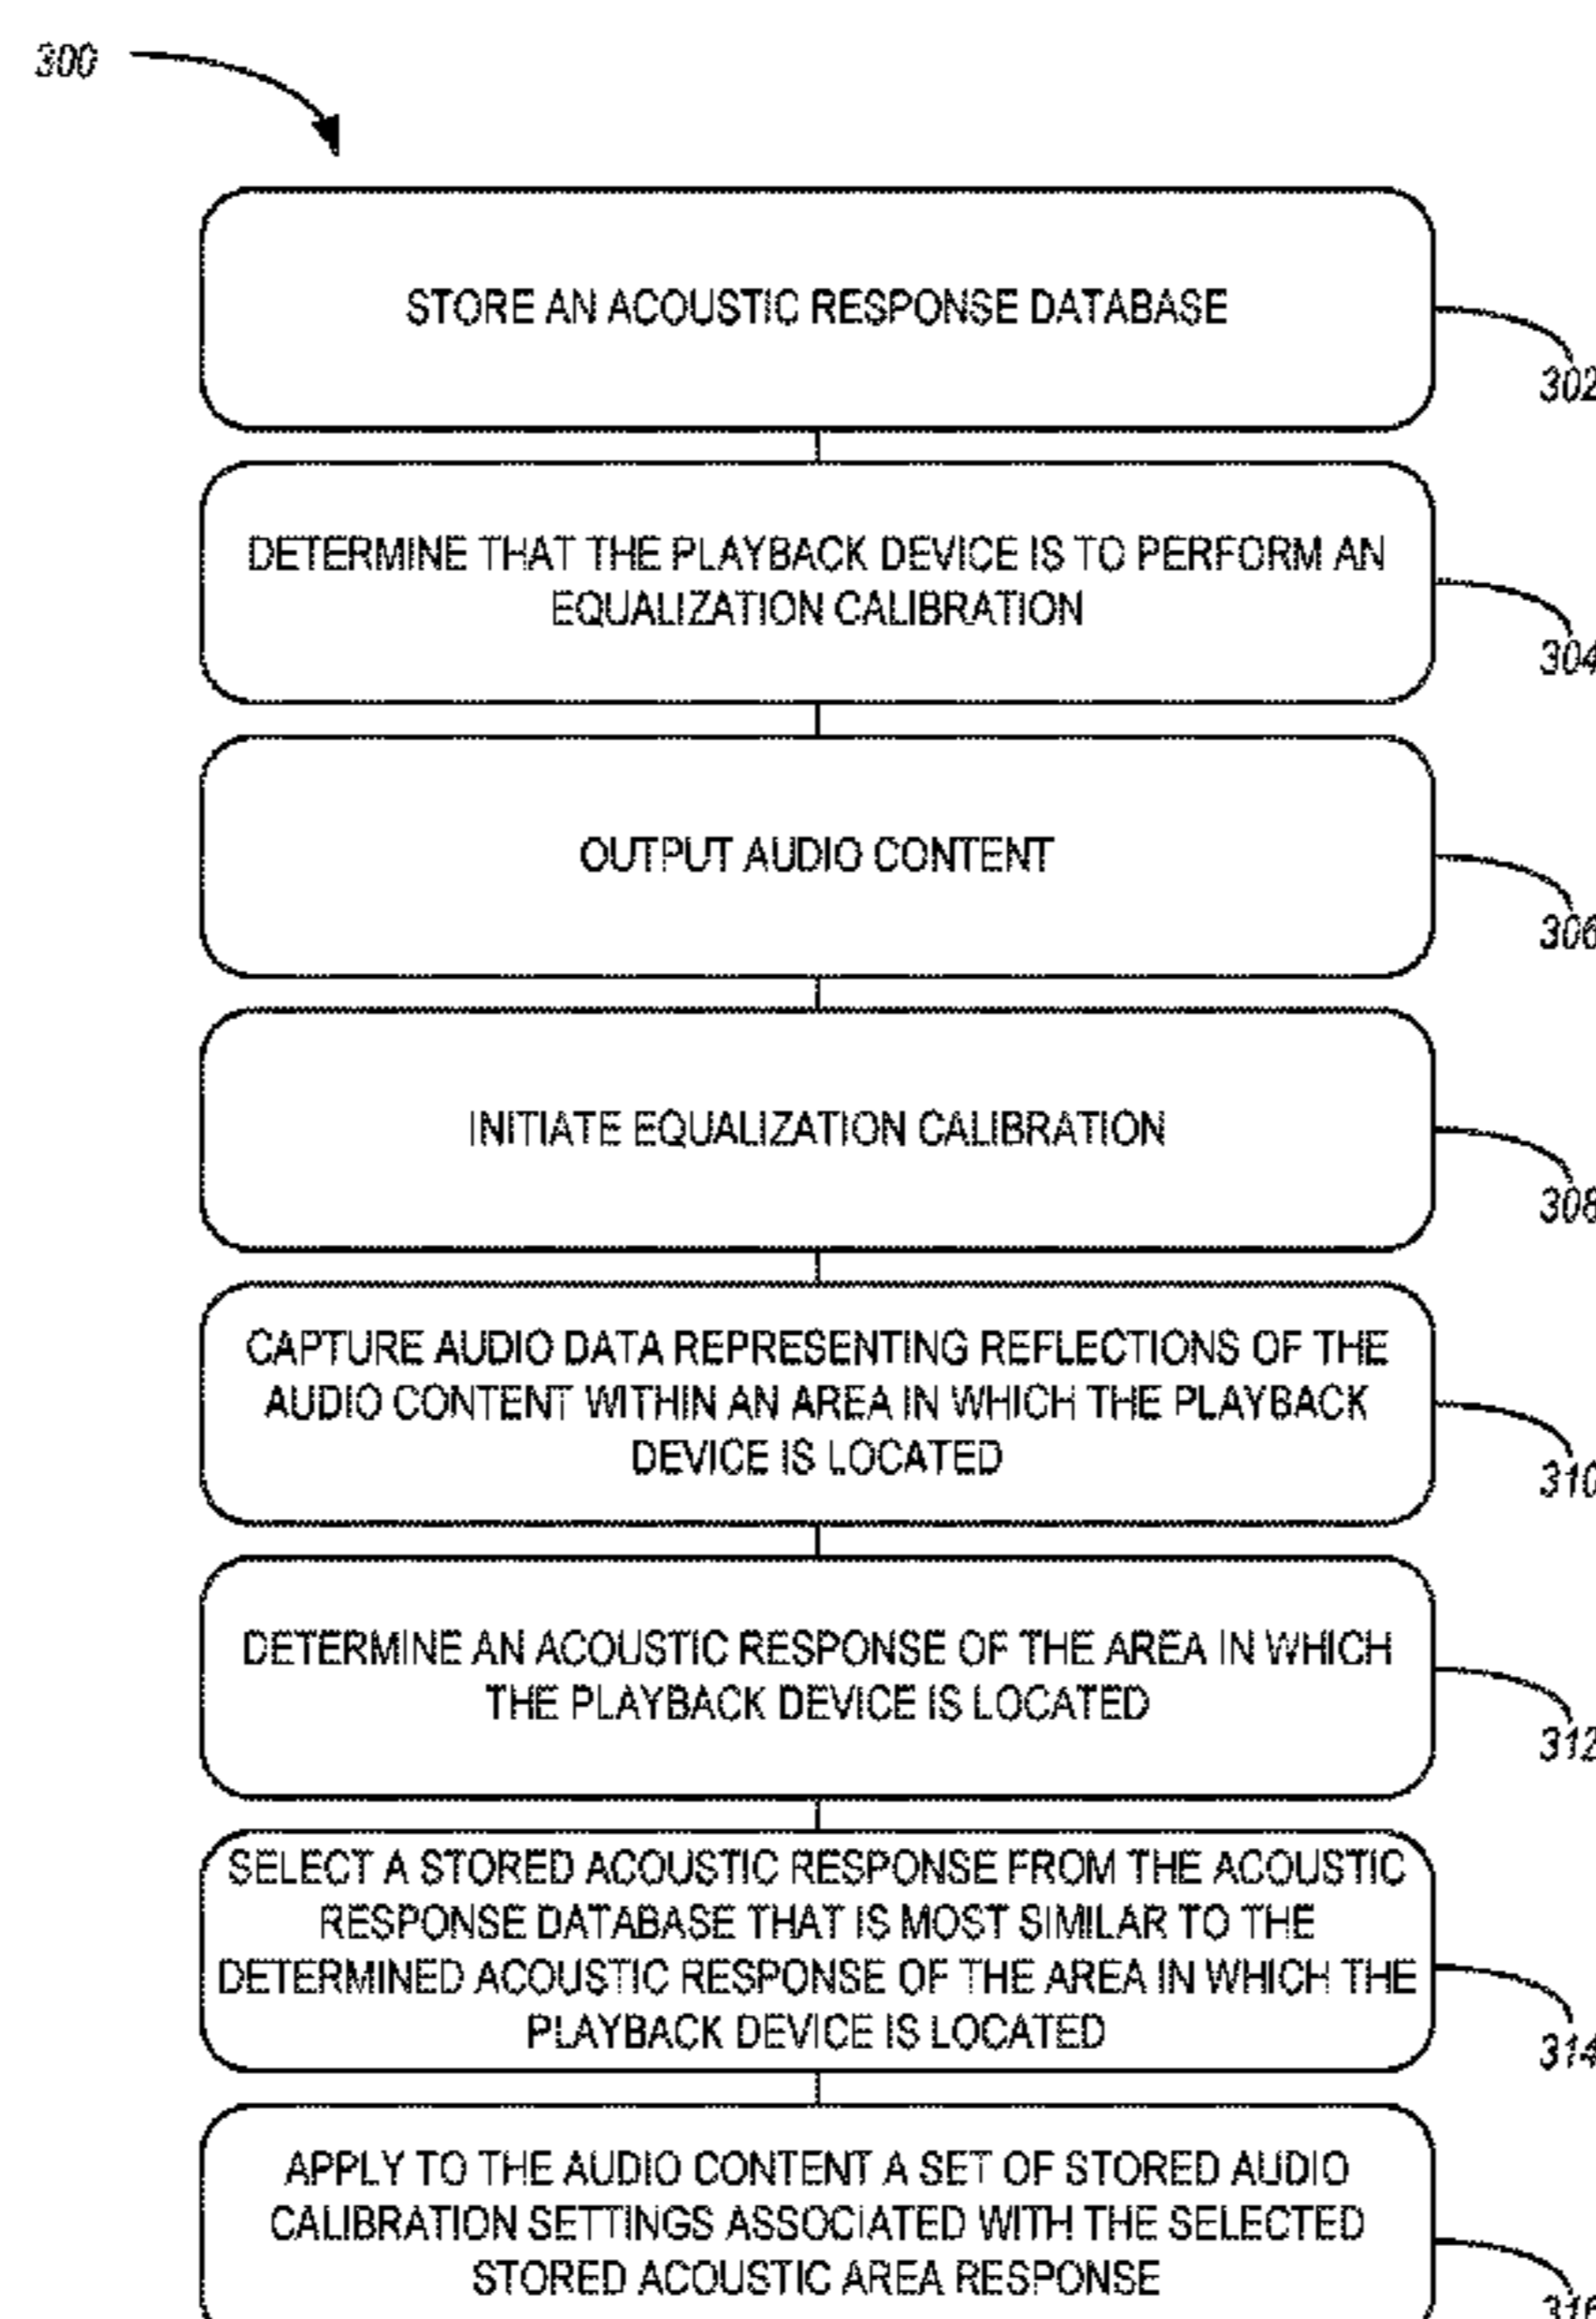 300
STORE AN ACOUSTIC RESPONSE DATABASE
302
DETERMINE THAT THE PLAYBACK DEVICE IS TO PERFORM AN
EQUALIZATION CALIBRATION
304
OUTPUT AUDIO CONTENT
306
INITIATE EQUALIZATION CALIBRATION
308
CAPTURE AUDIO DATA REPRESENTING REFLECTIONS OF THE
AUDIO CONTENT WITHIN AN AREA IN WHICH THE PLAYBACK
DEVICE IS LOCATED
310
DETERMINE AN ACOUSTIC RESPONSE OF THE AREA IN WHICH
THE PLAYBACK DEVICE IS LOCATED
312
SELECT A STORED ACOUSTIC RESPONSE FROM THE ACOUSTIC
RESPONSE DATABASE THAT IS MOST SIMILAR TO THE
DETERMINED ACOUSTIC RESPONSE OF THE AREA IN WHICH THE
PLAYBACK DEVICE IS LOCATED
314
APPLY TO THE AUDIO CONTENT A SET OF STORED AUDIO
CALIBRATION SETTINGS ASSOCIATED WITH THE SELECTED
STORED ACOUSTIC AREA RESPONSE
316